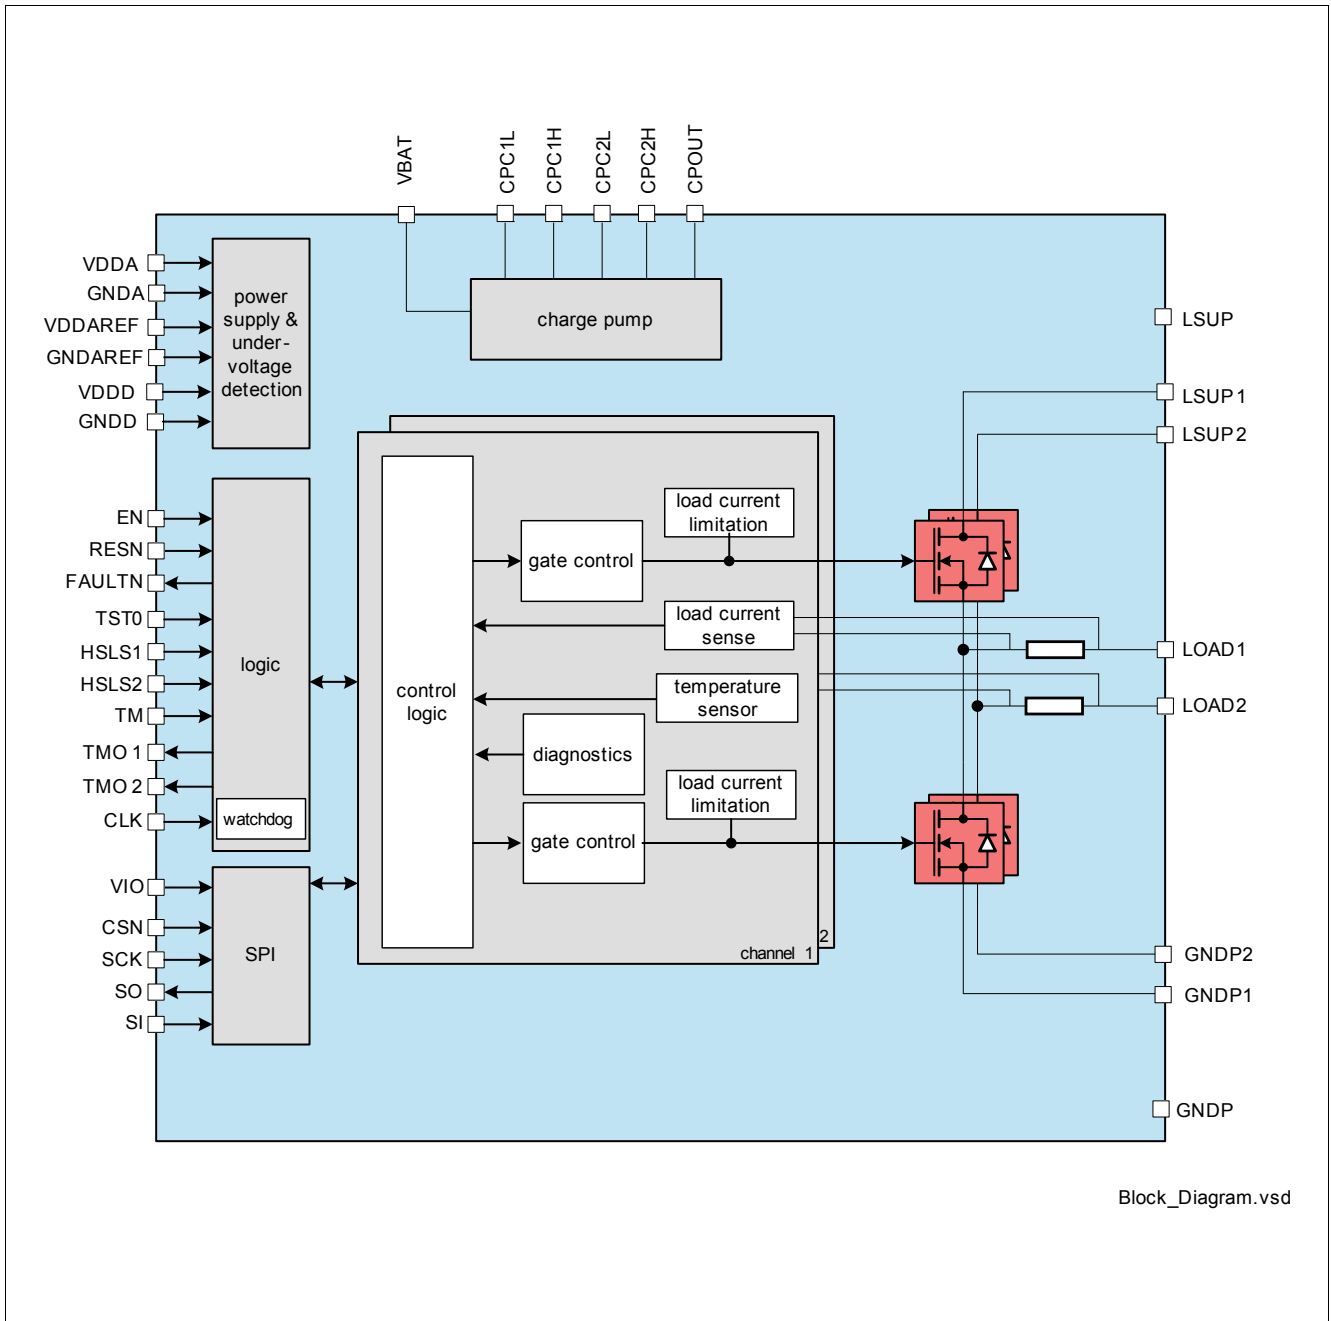 VBAT
CPC1L
CPC1H
CPC2L
CPC2H
CPOUT
VDDA
GNDA
VDDAREF
GNDAREF
VDDD
GNDD
power
supply &
under-
voltage
detection
charge pump
LSUP
LSUP1
LSUP2
EN
RESN
FAULTN
TST0
HSLS1
HSLS2
TM
TMO 1
TMO 2
CLK
logic
watchdog
VIO
CSN
SCK
SO
SI
SPI
control
logic
gate control
load current
limitation
load current
sense
temperature
sensor
diagnostics
load current
limitation
gate control
channel 1
2
LOAD1
LOAD2
GNDP2
GNDP1
GNDP
Block_Diagram.vsd